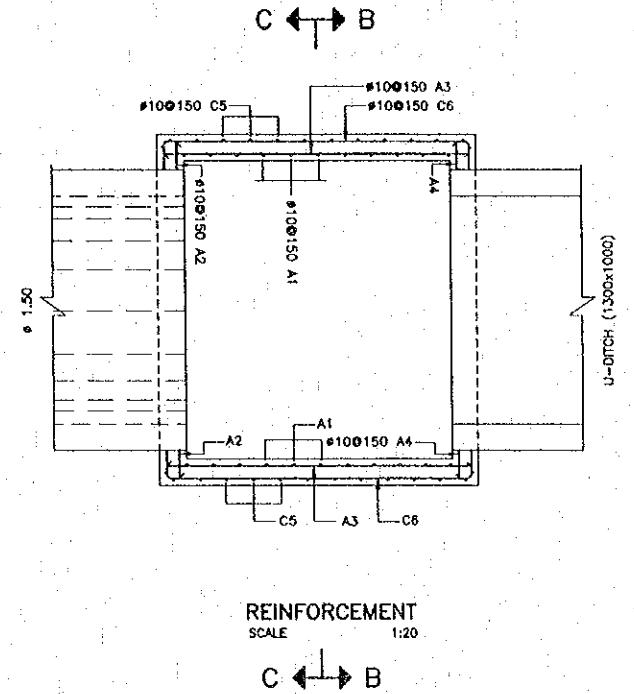 C B
ø10@150 A3
ø10@150 C5
ø10@150 C6
ø10@150 A2
ø10@150 A1
A4
ø 1.50
U-DITCH (1300x1000)
A1
A2
ø10@150 A4
C5
A3
C6
REINFORCEMENT
SCALE 1:20
C B